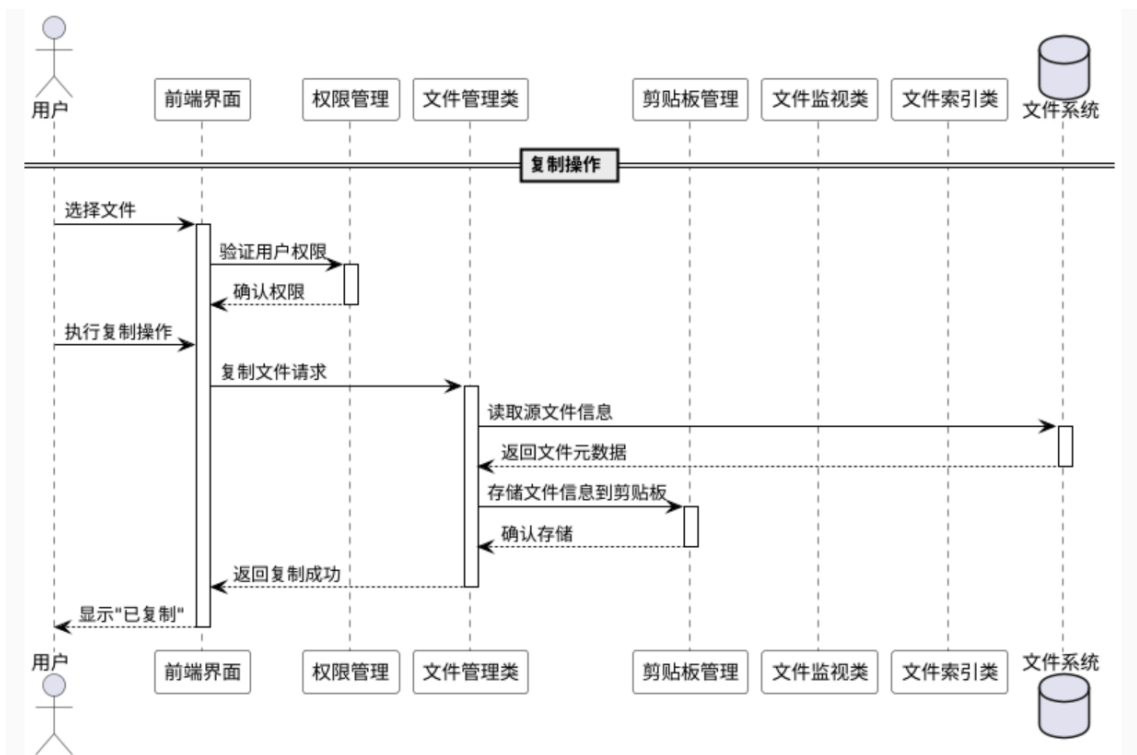 用户
前端界面
权限管理
文件管理类
剪贴板管理
文件监视类
文件索引类
文件系统
复制操作
选择文件
验证用户权限
确认权限
执行复制操作
复制文件请求
读取源文件信息
返回文件元数据
存储文件信息到剪贴板
确认存储
返回复制成功
显示"已复制"
用户
前端界面
权限管理
文件管理类
剪贴板管理
文件监视类
文件索引类
文件系统